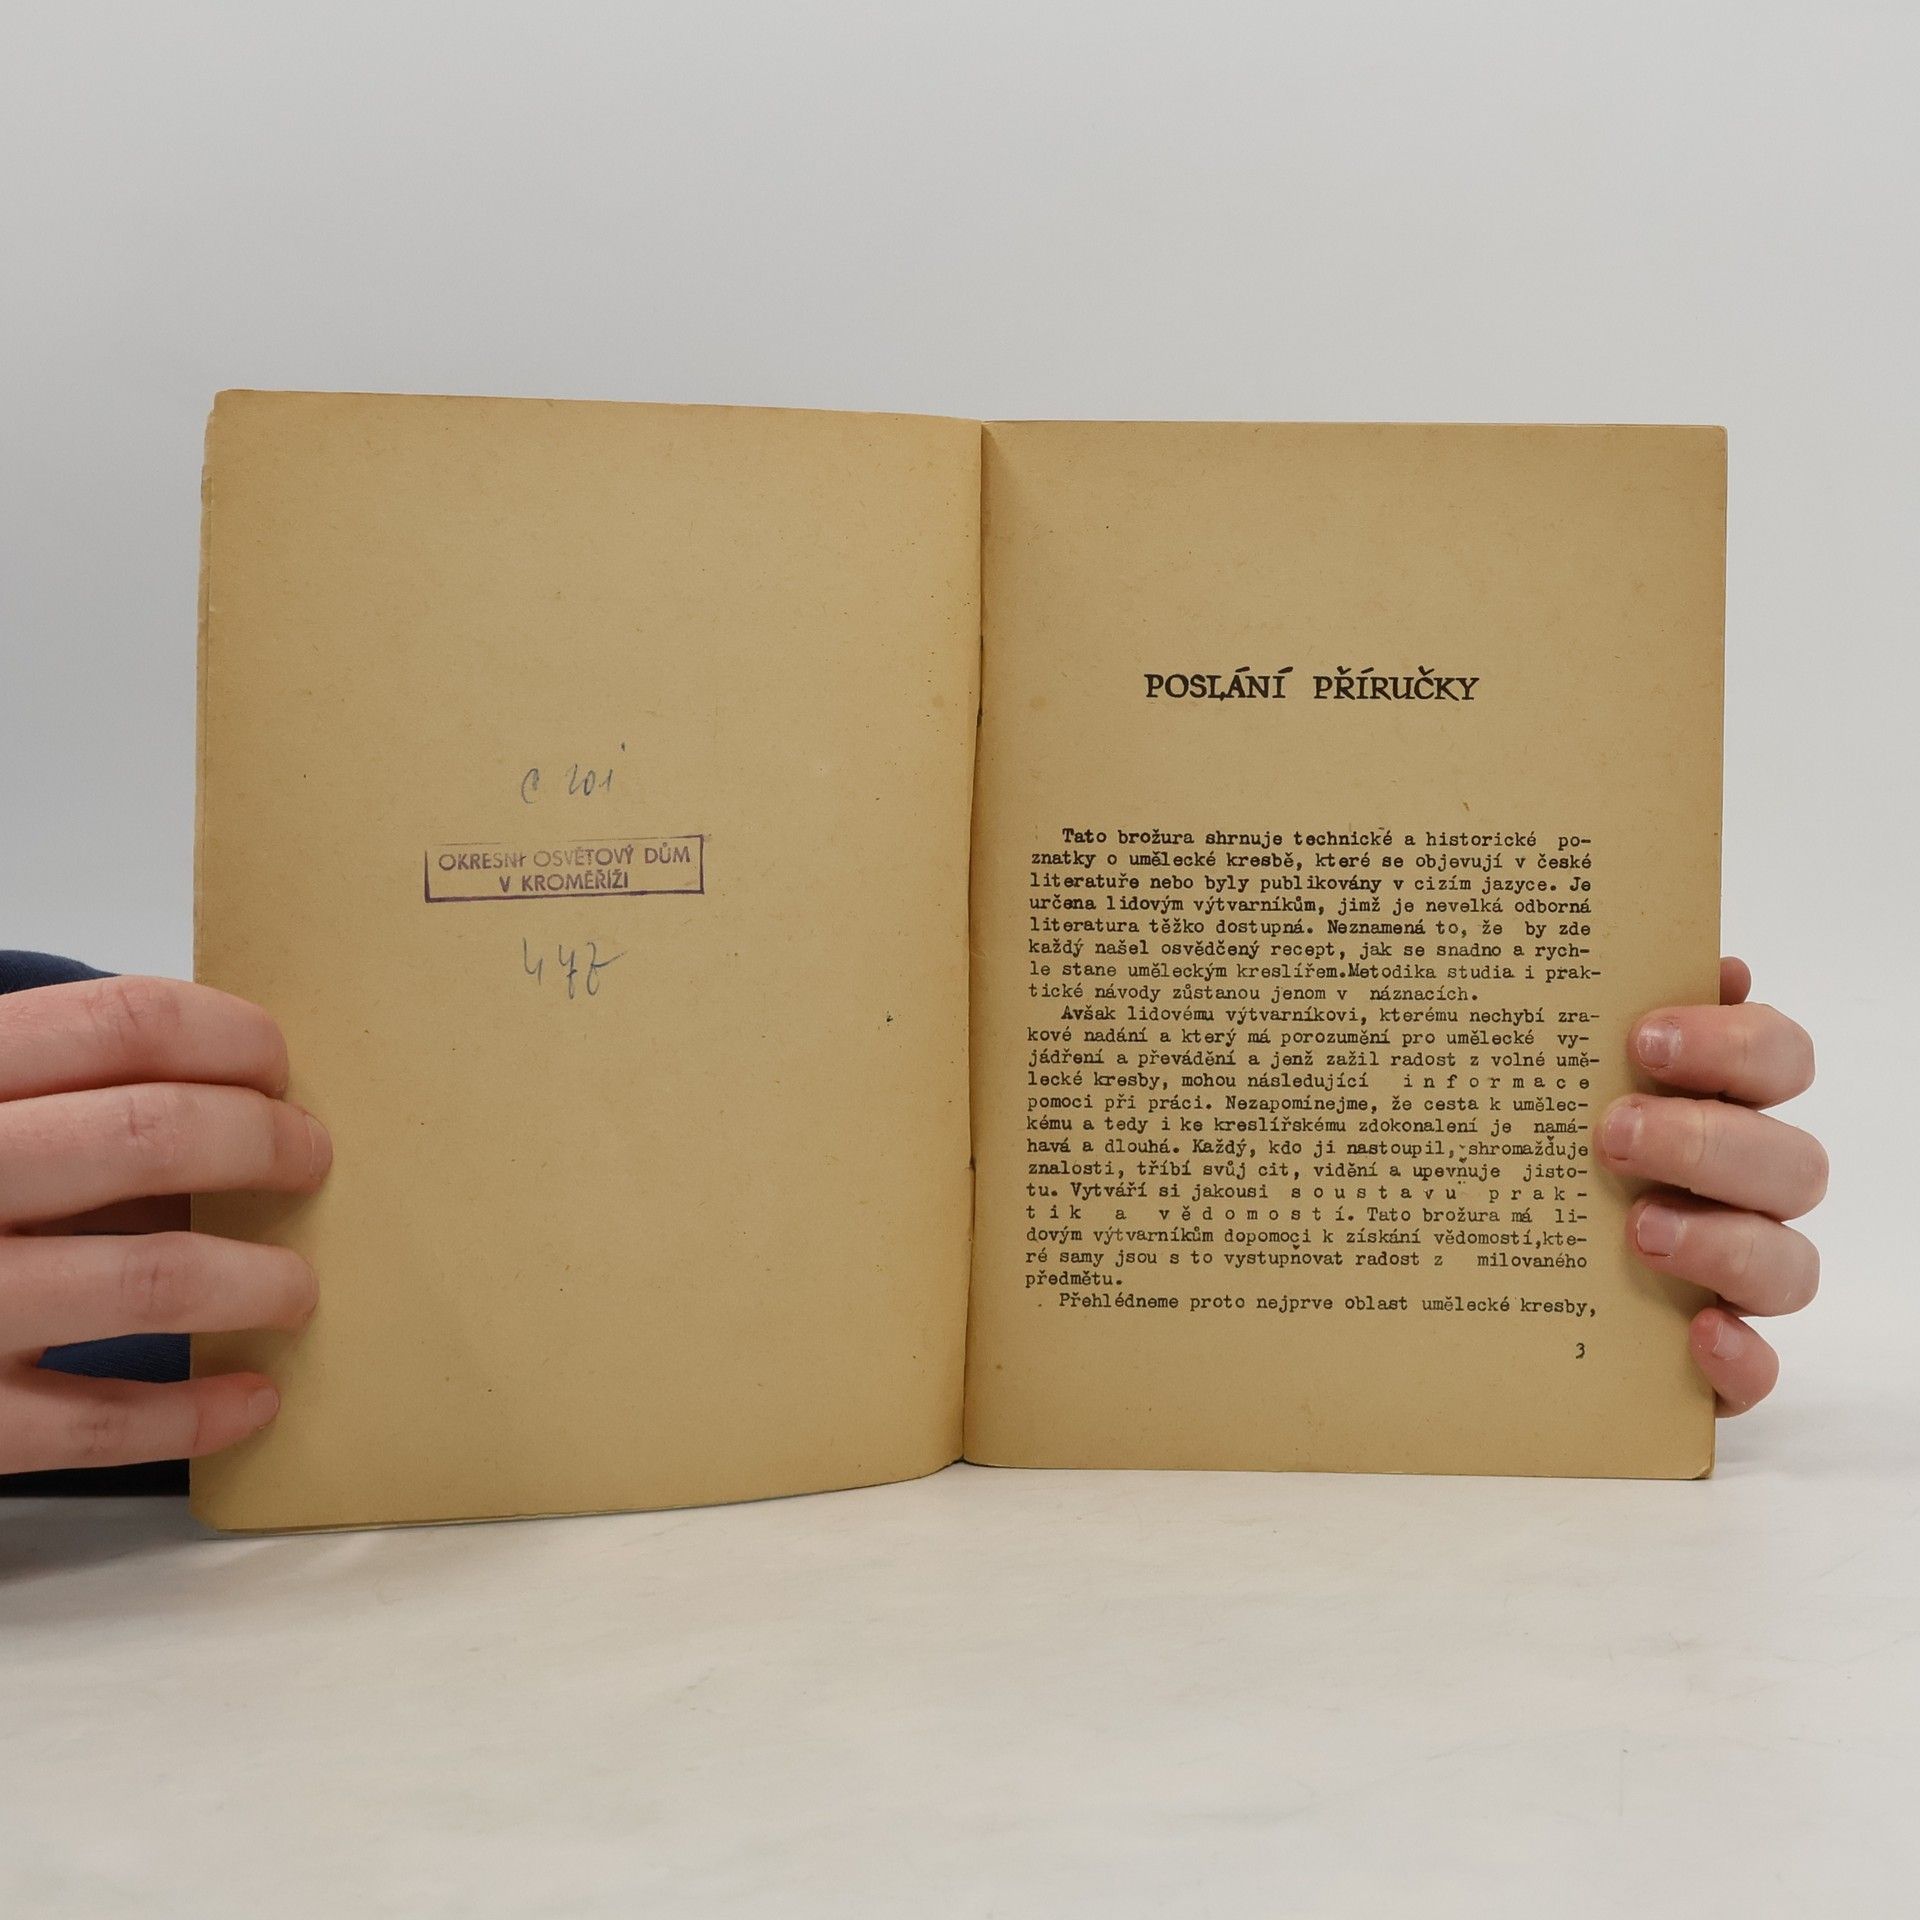 C 201
OKRESNÍ OSVĚTOVÝ DŮM
V KROMĚŘÍŽI
POSLÁNÍ PŘÍRUČKY
Tato brožura shrnuje technické a historické po-
znatky o umělecké kresbě, které se objevují v české
literatuře nebo byly publikovány v cizím jazyce. Je
určena lidovým výtvarníkům, jimž je nevelká odborná
literatura těžko dostupná. Neznamená to, že by zde
každý našel osvědčený recept, jak se snadno a rych-
le stane uměleckým kreslířem.Metodika studia i prak-
tické návody zůstanou jenom v náznacích.
Avšak lidovému výtvarníkovi, kterému nechybí zra-
kové nadání a který má porozumění pro umělecké vy-
jádření a převádění a jenž zažil radost z volné umě-
lecké kresby, mohou následující i n f o r m a c e
pomoci při práci. Nezapomínejme, že cesta k umělec-
kému a tedy i ke kreslířskému zdokonalení je namá-
havá a dlouhá. Každý, kdo ji nastoupil, shromažďuje
znalosti, tříbí svůj cit, vidění a upevňuje jisto-
tu. Vytváří si jakousi s o u s t a v u p r a k -
t i k a v ě d o m o s t í. Tato brožura má li-
dovým výtvarníkům dopomoci k získání vědomostí,kte-
ré samy jsou s to vystupňovat radost z milovaného
předmětu.
Přehlédneme proto nejprve oblast umělecké kresby,
3